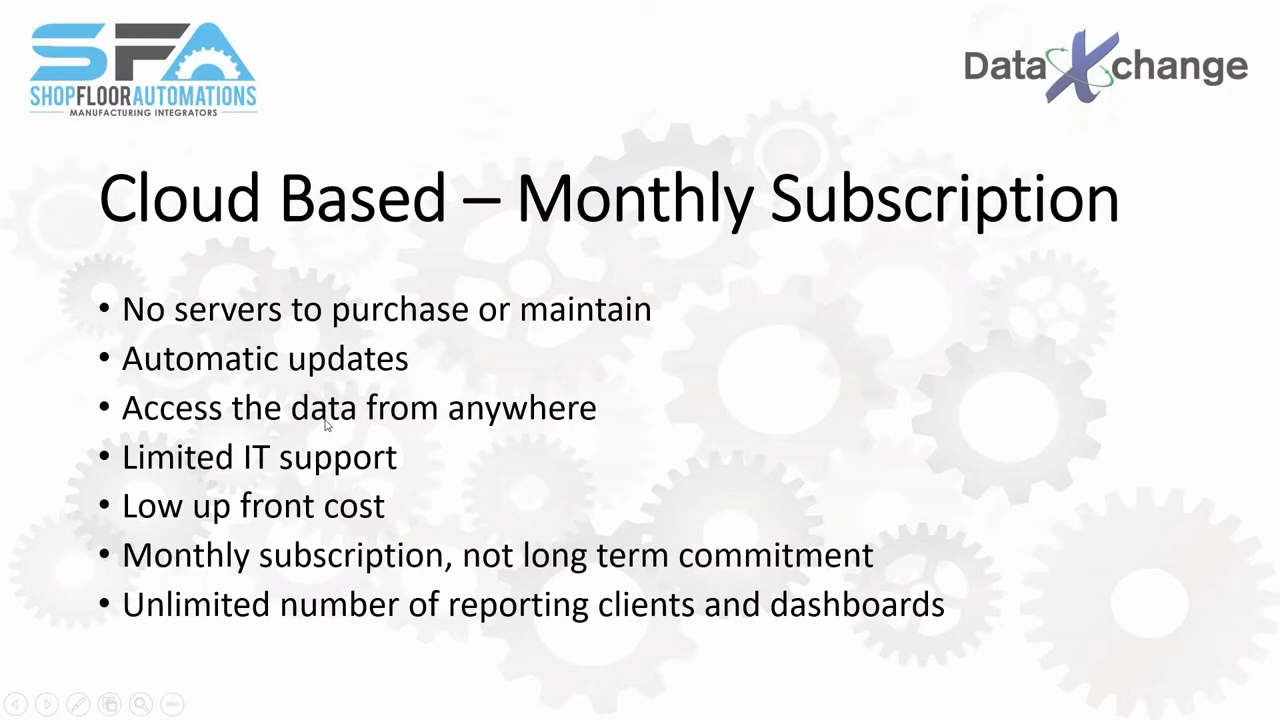 SFA
SHOPFLOORAUTOMATIONS
MANUFACTURING INTEGRATORS
DataXchange
Cloud Based – Monthly Subscription
• No servers to purchase or maintain
• Automatic updates
• Access the data from anywhere
• Limited IT support
• Low up front cost
• Monthly subscription, not long term commitment
• Unlimited number of reporting clients and dashboards